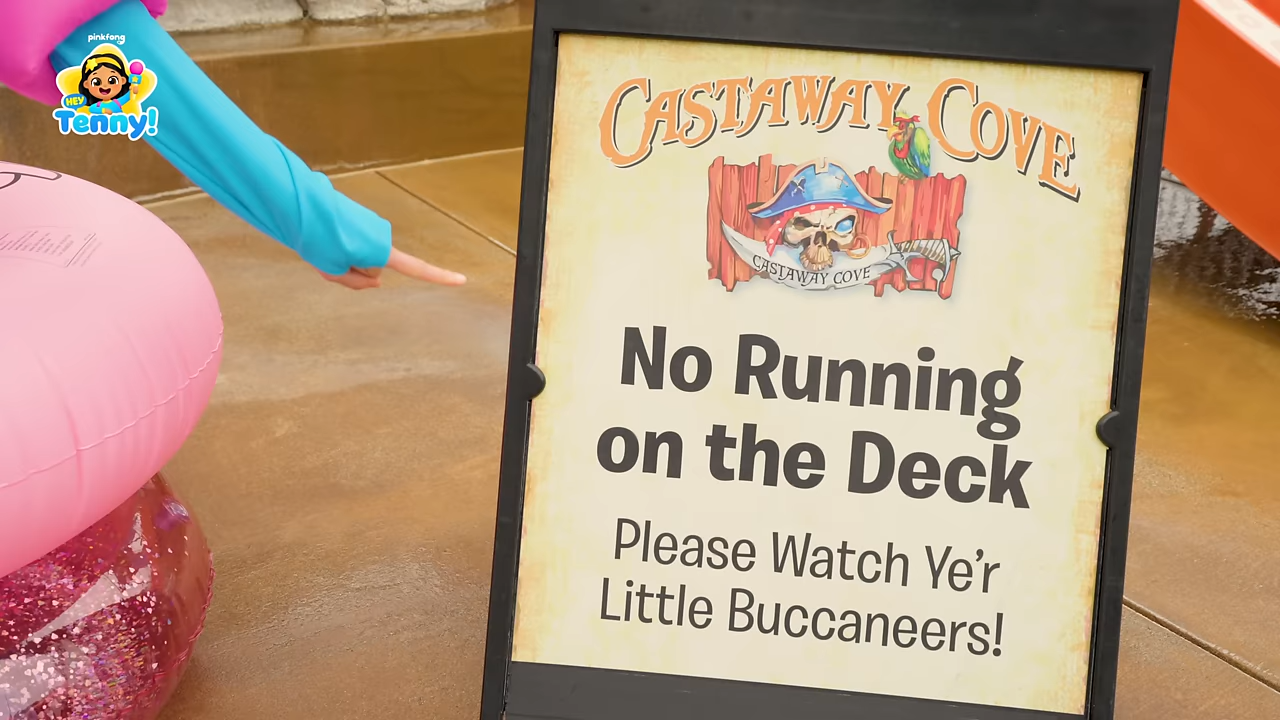 pinkfong
HEY
Tenny!
CASTAWAY COVE
CASTAWAY COVE
No Running
on the Deck
Please Watch Ye'r
Little Buccaneers!